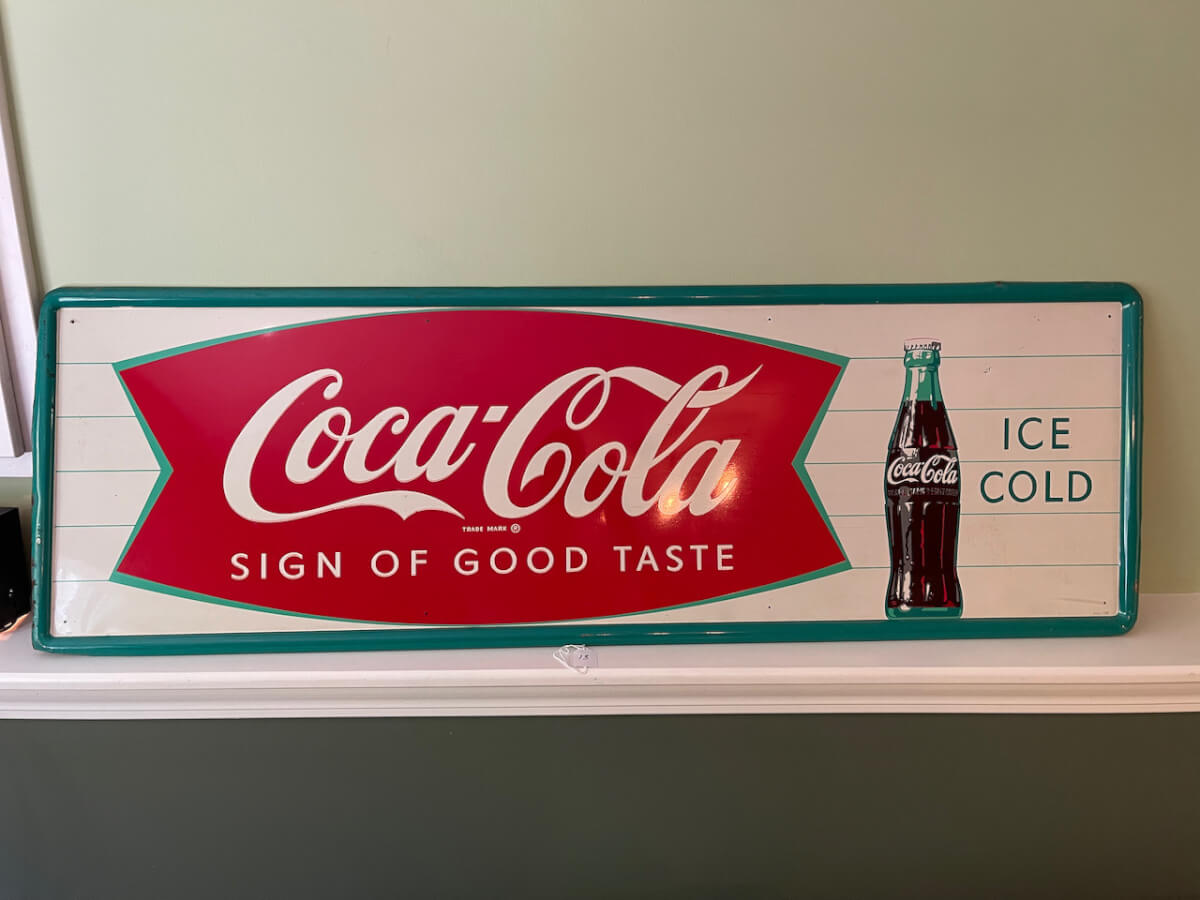 Coca-Cola
TRADE MARK ®
SIGN OF GOOD TASTE
Coca-Cola
ICE
COLD